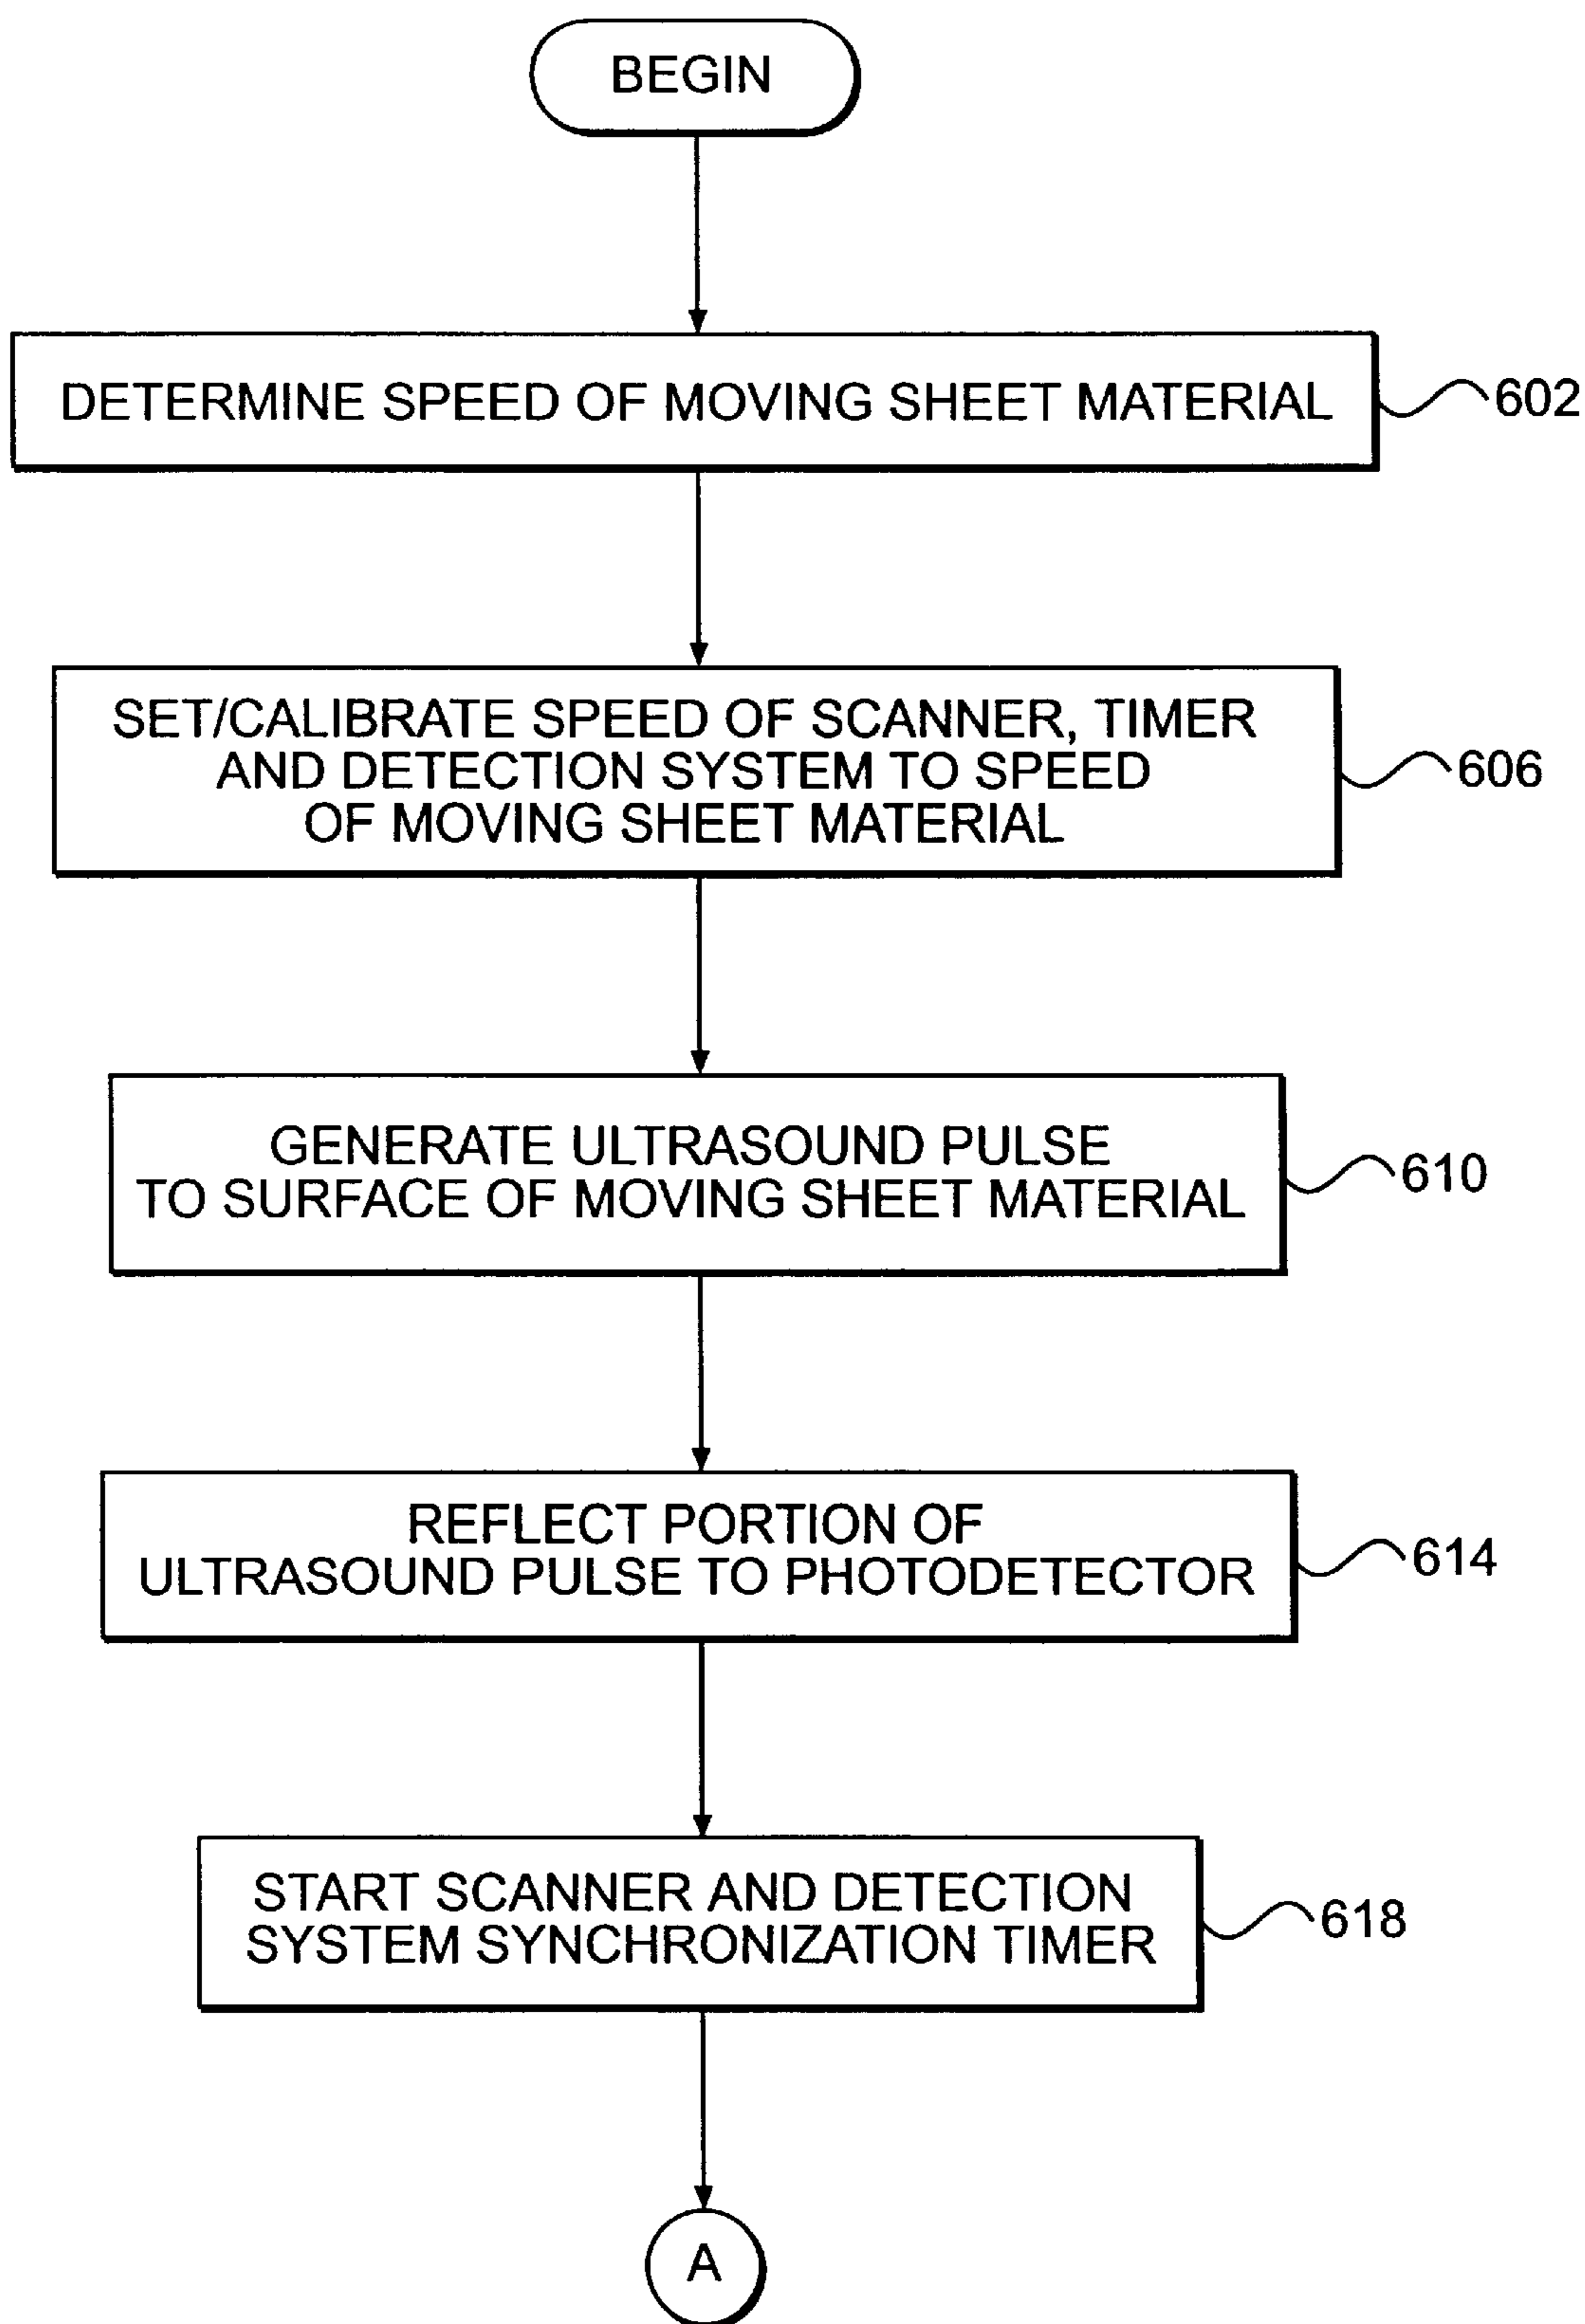 BEGIN
DETERMINE SPEED OF MOVING SHEET MATERIAL
602
SET/CALIBRATE SPEED OF SCANNER, TIMER
AND DETECTION SYSTEM TO SPEED
OF MOVING SHEET MATERIAL
606
GENERATE ULTRASOUND PULSE
TO SURFACE OF MOVING SHEET MATERIAL
610
REFLECT PORTION OF
ULTRASOUND PULSE TO PHOTODETECTOR
614
START SCANNER AND DETECTION
SYSTEM SYNCHRONIZATION TIMER
618
A